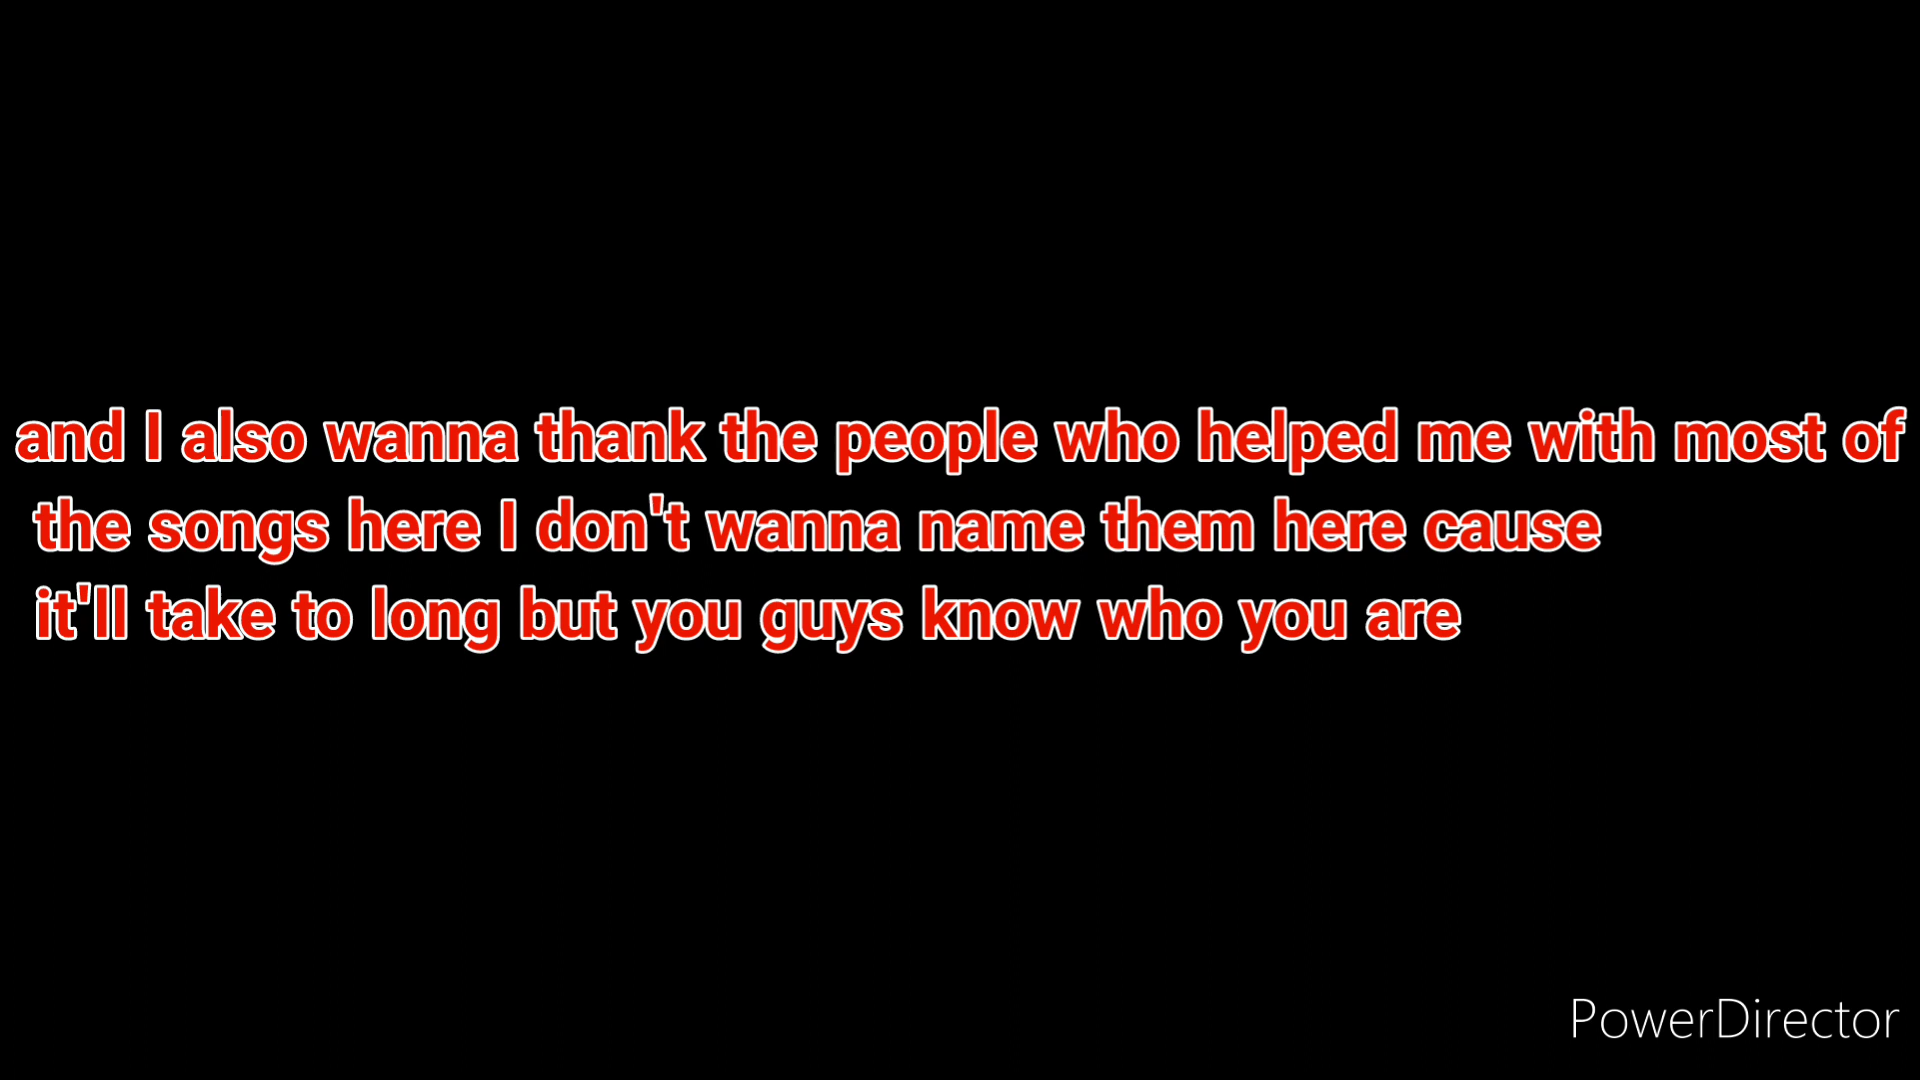 and I also wanna thank the people who helped me with most of
the songs here I don't wanna name them here cause
it'll take to long but you guys know who you are
PowerDirector